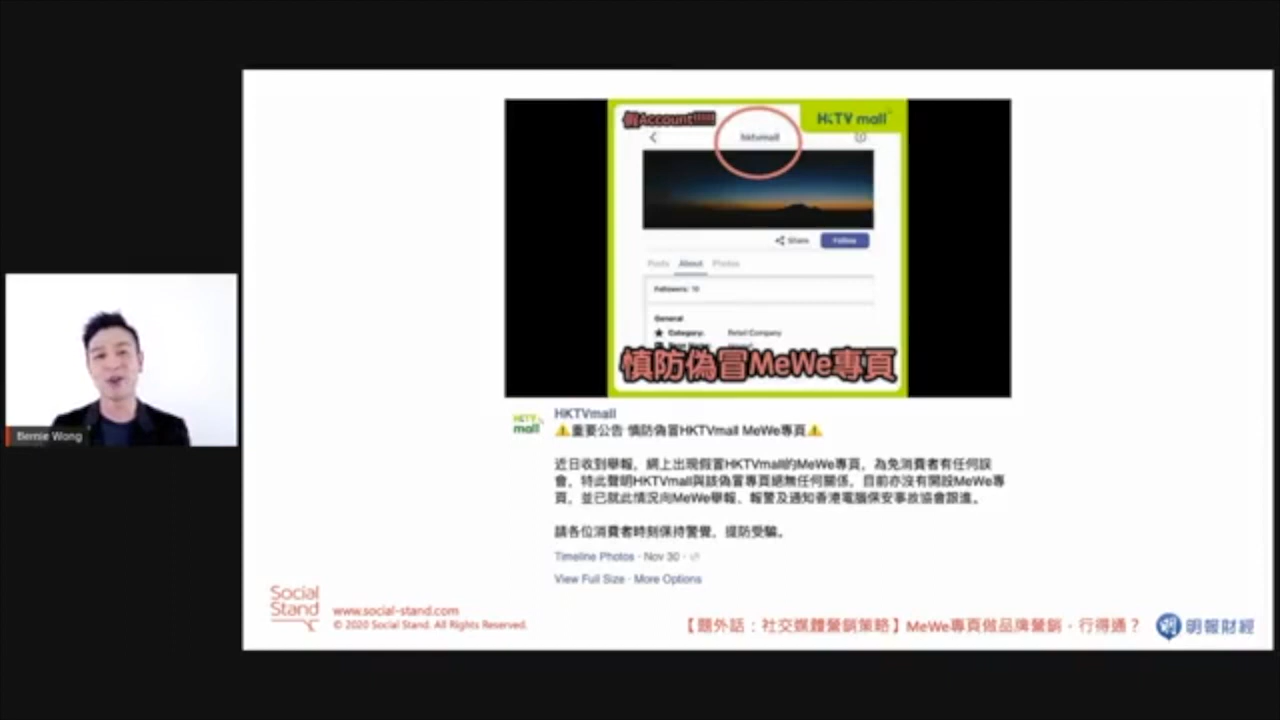 假Account!!!!!
HKTV mall
hktvmall
Share
Follow
Posts About Photos
Followers: 10
General
Category: Retail Company
慎防偽冒MeWe專頁
HKTV mall
HKTVmall
⚠️重要公告 慎防偽冒HKTVmall MeWe專頁⚠️
近日收到舉報，網上出現假冒HKTVmall的MeWe專頁，為免消費者有任何誤
會，特此聲明HKTVmall與該偽冒專頁絕無任何關係，目前亦沒有開設MeWe專
頁，並已就此情況向MeWe舉報、報警及通知香港電腦保安事故協會跟進。
請各位消費者時刻保持警覺，提防受騙。
Timeline Photos · Nov 30 ·
View Full Size · More Options
Bernie Wong
Social Stand
www.social-stand.com
© 2020 Social Stand. All Rights Reserved.
【題外話：社交媒體營銷策略】MeWe專頁做品牌營銷，行得通？
明報財經